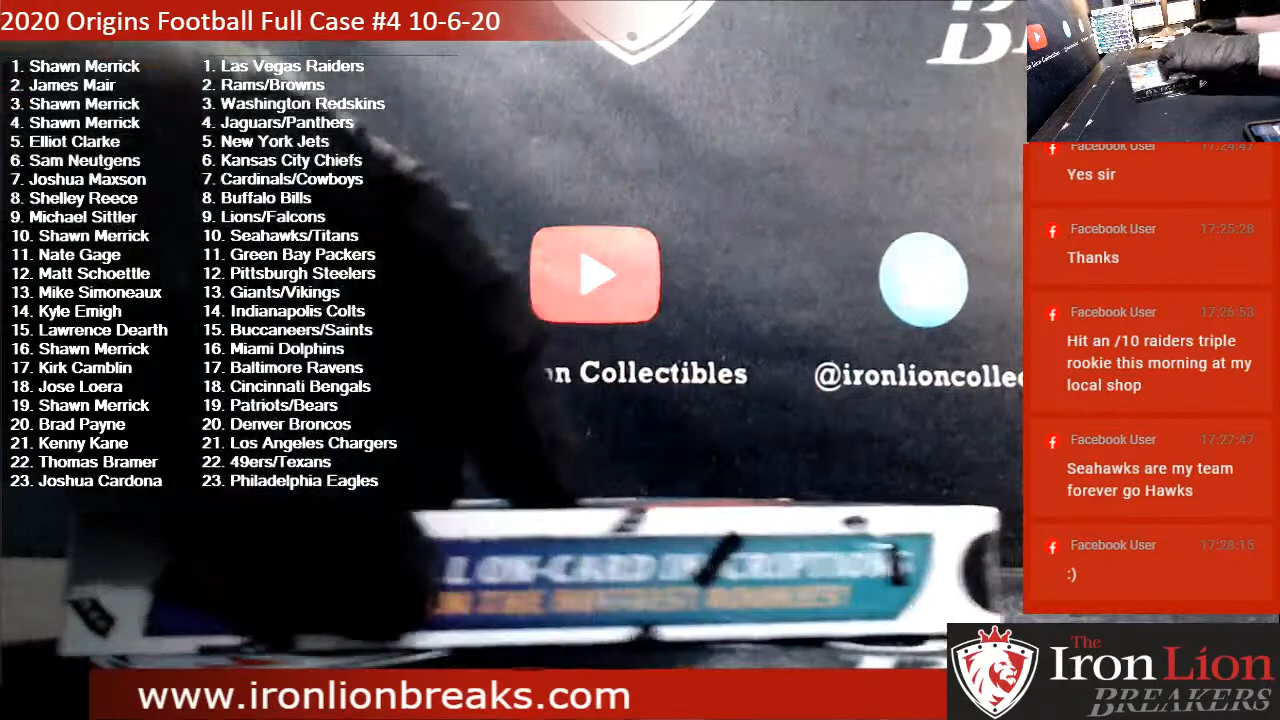 2020 Origins Football Full Case #4 10-6-20
1. Shawn Merrick
2. James Mair
3. Shawn Merrick
4. Shawn Merrick
5. Elliot Clarke
6. Sam Neutgens
7. Joshua Maxson
8. Shelley Reece
9. Michael Sittler
10. Shawn Merrick
11. Nate Gage
12. Matt Schoettle
13. Mike Simoneaux
14. Kyle Emigh
15. Lawrence Dearth
16. Shawn Merrick
17. Kirk Camblin
18. Jose Loera
19. Shawn Merrick
20. Brad Payne
21. Kenny Kane
22. Thomas Bramer
23. Joshua Cardona
1. Las Vegas Raiders
2. Rams/Browns
3. Washington Redskins
4. Jaguars/Panthers
5. New York Jets
6. Kansas City Chiefs
7. Cardinals/Cowboys
8. Buffalo Bills
9. Lions/Falcons
10. Seahawks/Titans
11. Green Bay Packers
12. Pittsburgh Steelers
13. Giants/Vikings
14. Indianapolis Colts
15. Buccaneers/Saints
16. Miami Dolphins
17. Baltimore Ravens
18. Cincinnati Bengals
19. Patriots/Bears
20. Denver Broncos
21. Los Angeles Chargers
22. 49ers/Texans
23. Philadelphia Eagles
n Collectibles
@ironlioncollec
ON-CARD INSCRIPTIONS
Facebook User 17:24:47
Yes sir
Facebook User 17:25:28
Thanks
Facebook User 17:26:53
Hit an /10 raiders triple
rookie this morning at my
local shop
Facebook User 17:27:47
Seahawks are my team
forever go Hawks
Facebook User 17:28:15
:)
www.ironlionbreaks.com
The
Iron Lion
BREAKERS